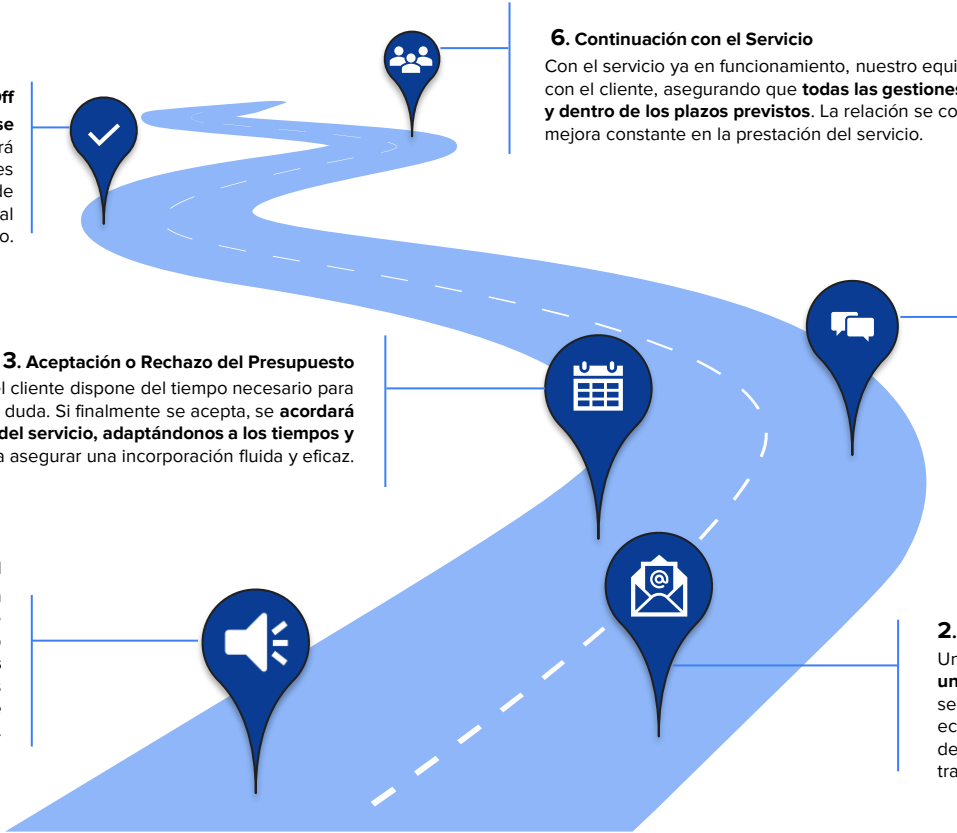 6. Continuación con el Servicio
Con el servicio ya en funcionamiento, nuestro equi
con el cliente, asegurando que todas las gestiones
y dentro de los plazos previstos. La relación se co
mejora constante en la prestación del servicio.
Off
se
rá
es
de
al
o.
3. Aceptación o Rechazo del Presupuesto
el cliente dispone del tiempo necesario para
duda. Si finalmente se acepta, se acordará
del servicio, adaptándonos a los tiempos y
a asegurar una incorporación fluida y eficaz.
@
2.
Un
un
se
ec
de
tra